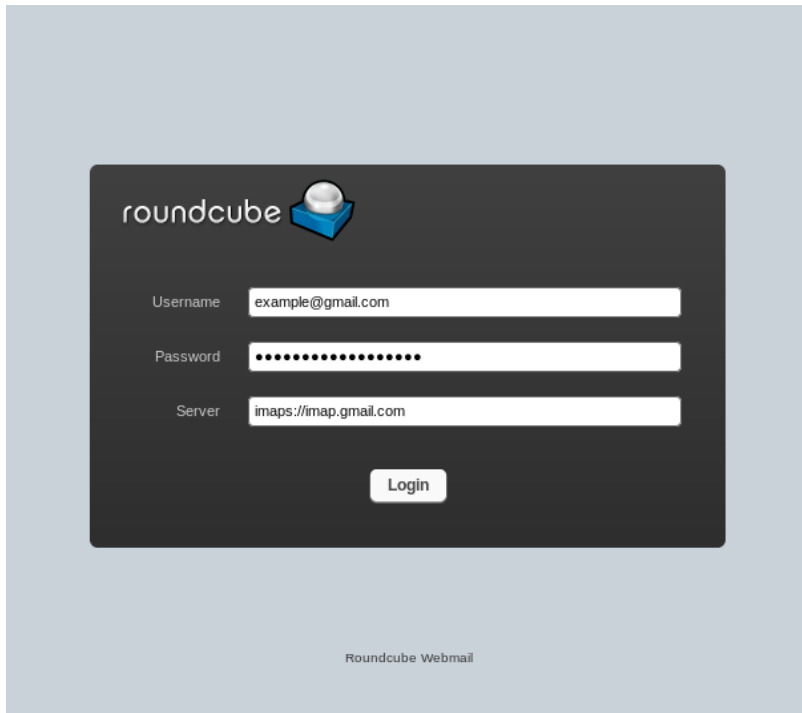 roundcube
Username example@gmail.com
Password ••••••••••••••••••
Server imaps://imap.gmail.com
Login
Roundcube Webmail